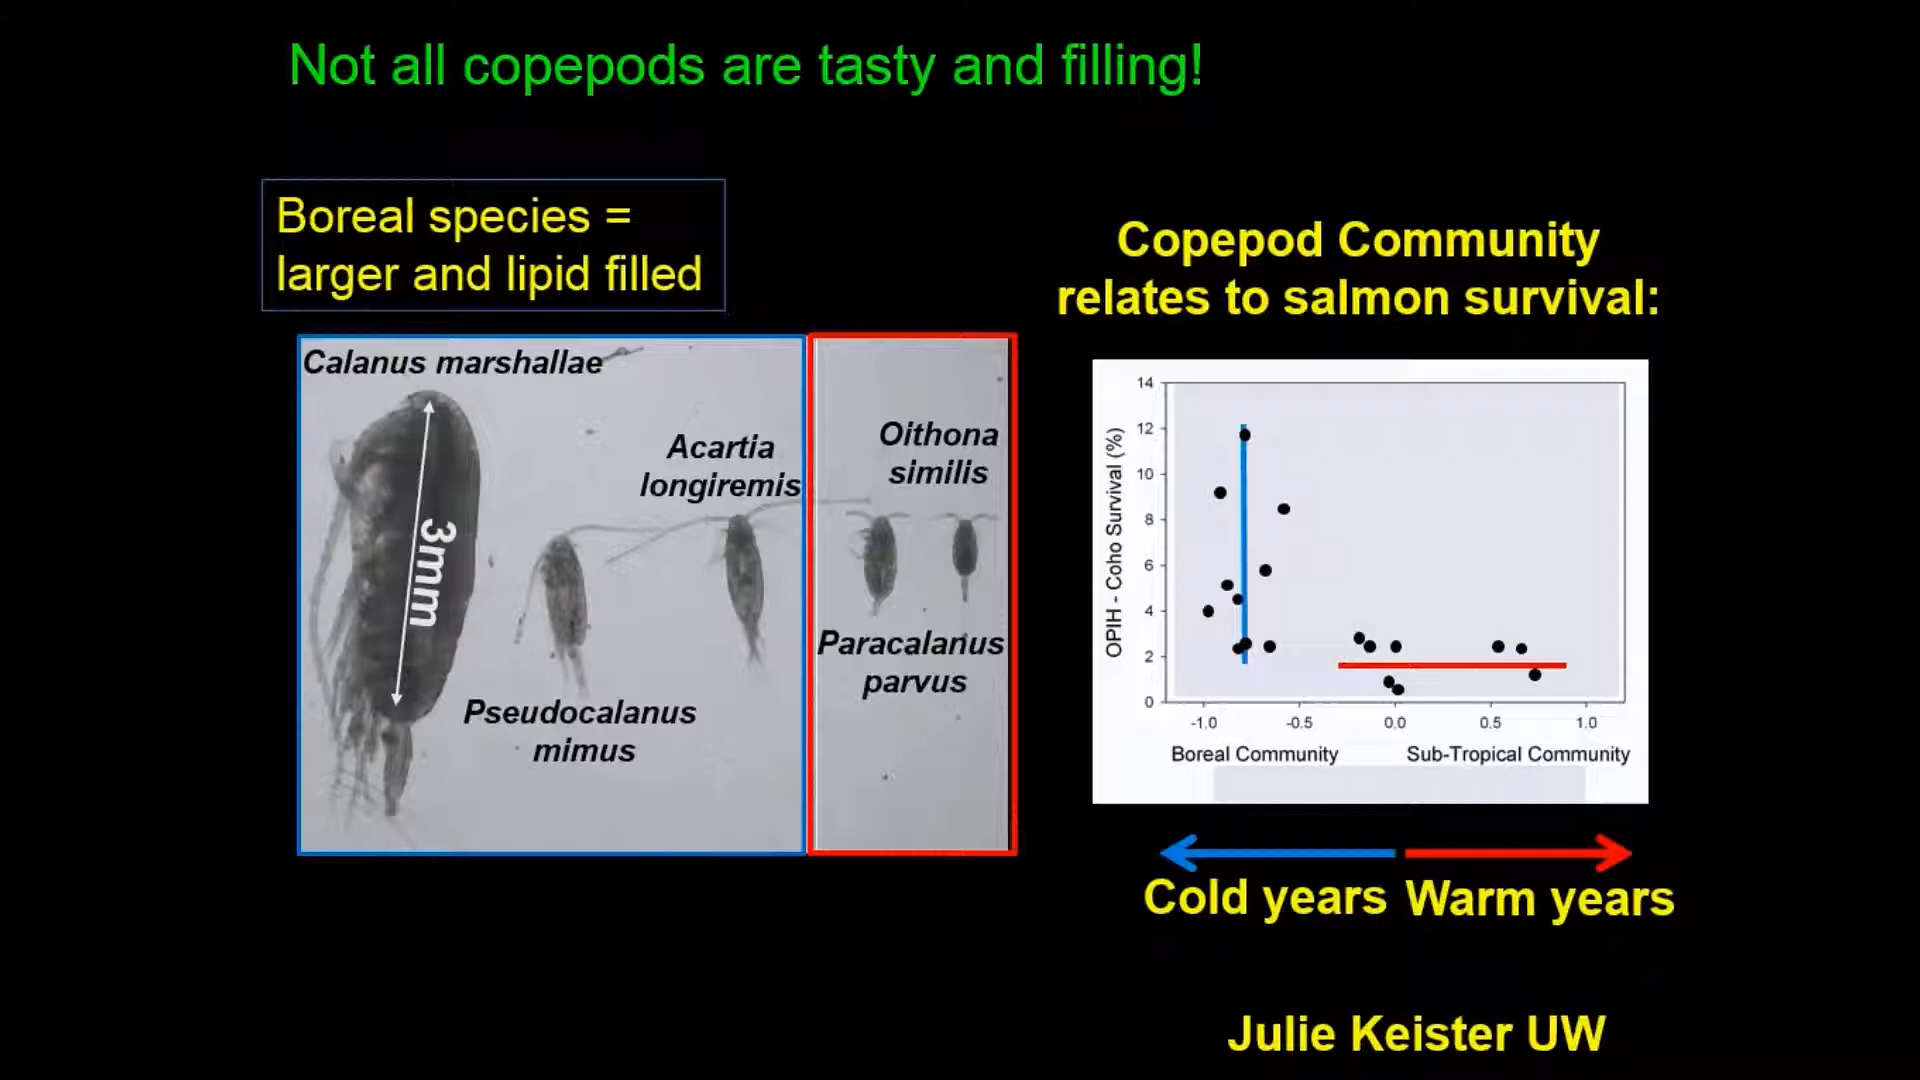 Not all copepods are tasty and filling!
Boreal species =
larger and lipid filled
Calanus marshallae
3mm
Acartia
longiremis
Pseudocalanus
mimus
Oithona
similis
Paracalanus
parvus
Copepod Community
relates to salmon survival:
OPIH - Coho Survival (%)
14
12
10
8
6
4
2
0
-1.0 -0.5 0.0 0.5 1.0
Boreal Community Sub-Tropical Community
Cold years Warm years
Julie Keister UW